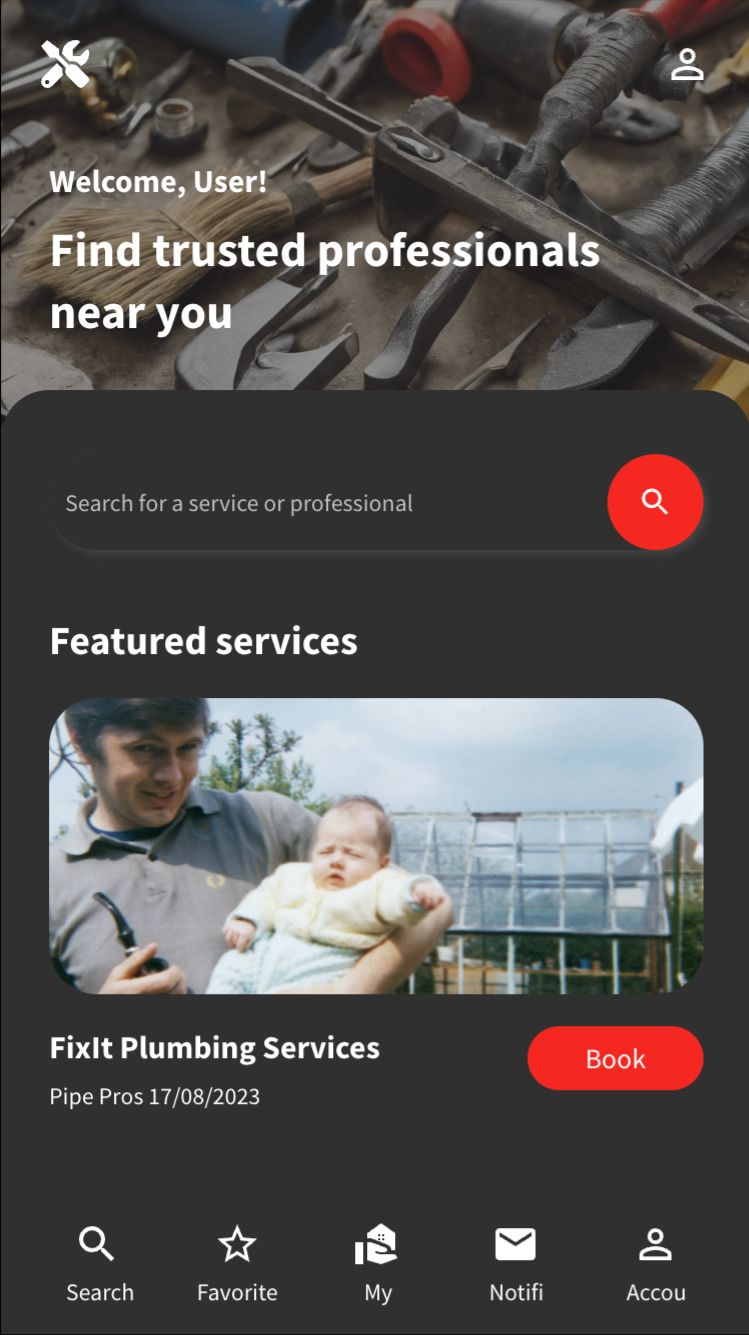 Welcome, User!
Find trusted professionals
near you
Search for a service or professional
Featured services
FixIt Plumbing Services
Book
Pipe Pros 17/08/2023
Search
Favorite
My
Notifi
Accou